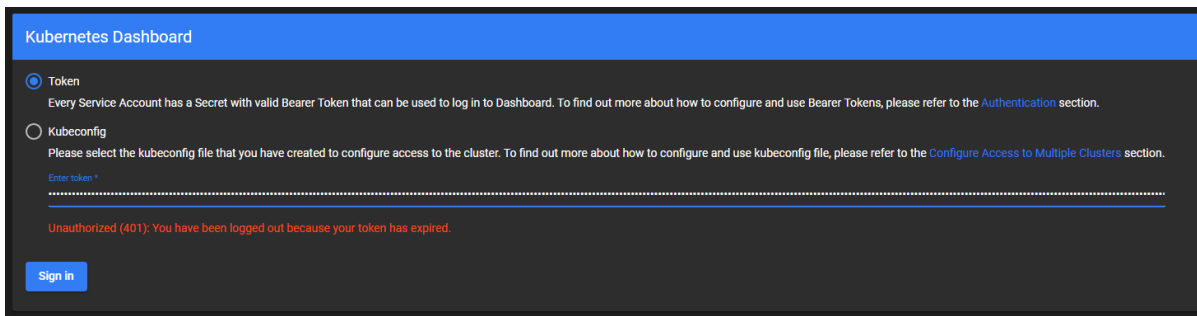 Kubernetes Dashboard
Token
Every Service Account has a Secret with valid Bearer Token that can be used to log in to Dashboard. To find out more about how to configure and use Bearer Tokens, please refer to the Authentication section.
Kubeconfig
Please select the kubeconfig file that you have created to configure access to the cluster. To find out more about how to configure and use kubeconfig file, please refer to the Configure Access to Multiple Clusters section.
Enter token *
Unauthorized (401): You have been logged out because your token has expired.
Sign in